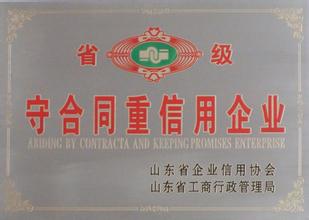 省 级
守合同重信用企业
ABIDING BY CONTRACTA AND KEEPING PROMISES ENTERPRISE
山东省企业信用协会
山东省工商行政管理局